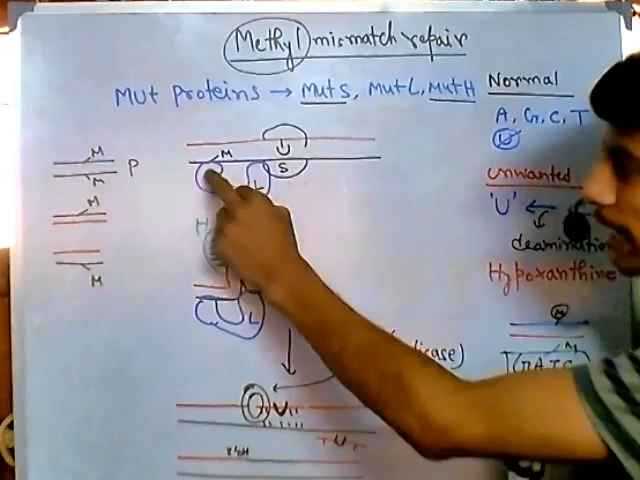 Methyl mismatch repair
Mut Proteins → MutS, MutL, MutH
Normal
A, G, C, T
U
unwanted
'U' ←
deamination
Hypoxanthine
M
M
P
M
M
M
U
S
L
H
L
M
M
GATC
U
U